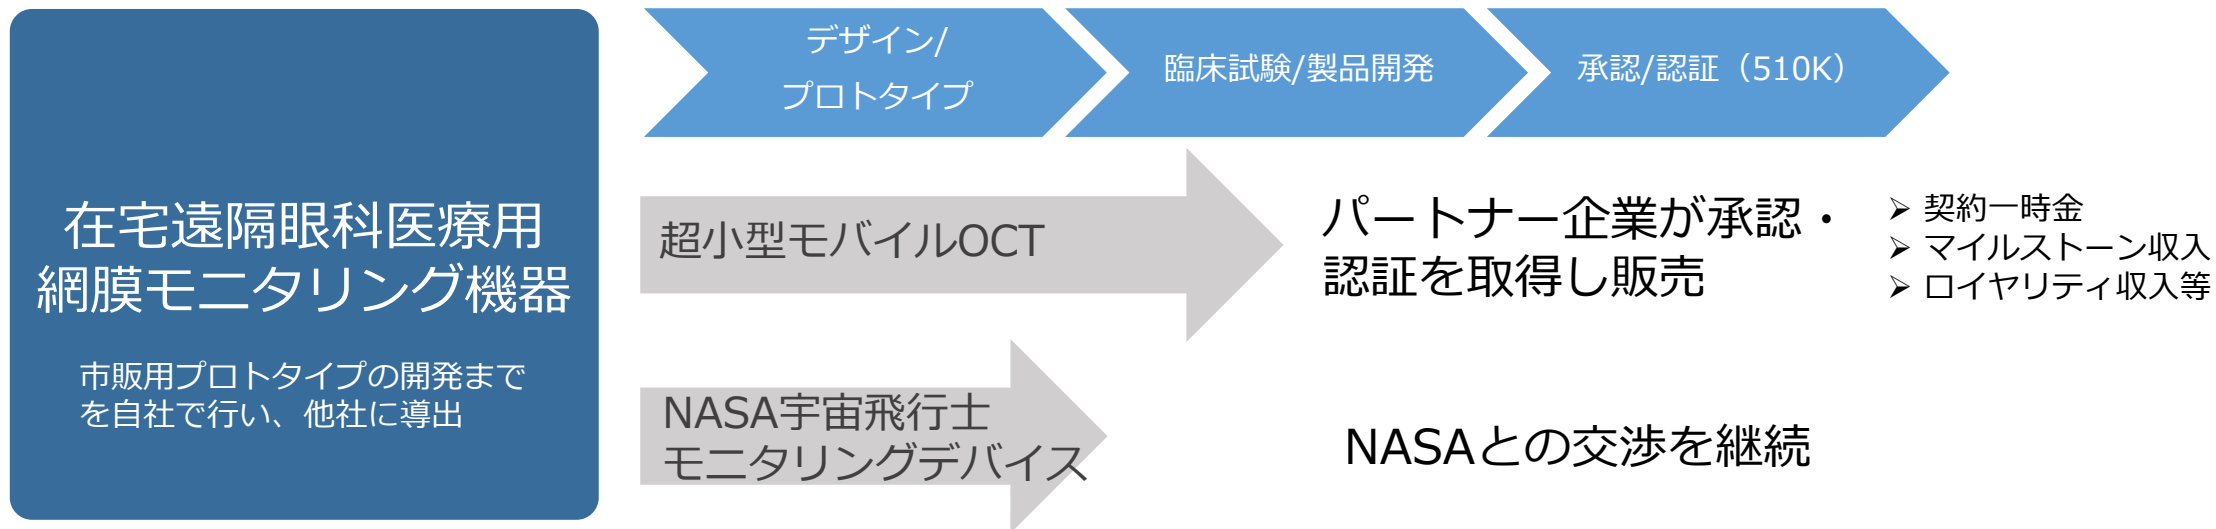 在宅遠隔眼科医療用
網膜モニタリング機器
市販用プロトタイプの開発まで
を自社で行い、他社に導出
デザイン/
プロトタイプ
臨床試験/製品開発
承認/認証（510K）
超小型モバイルOCT
パートナー企業が承認・
認証を取得し販売
➢ 契約一時金
➢ マイルストーン収入
➢ ロイヤリティ収入等
NASA宇宙飛行士
モニタリングデバイス
NASAとの交渉を継続